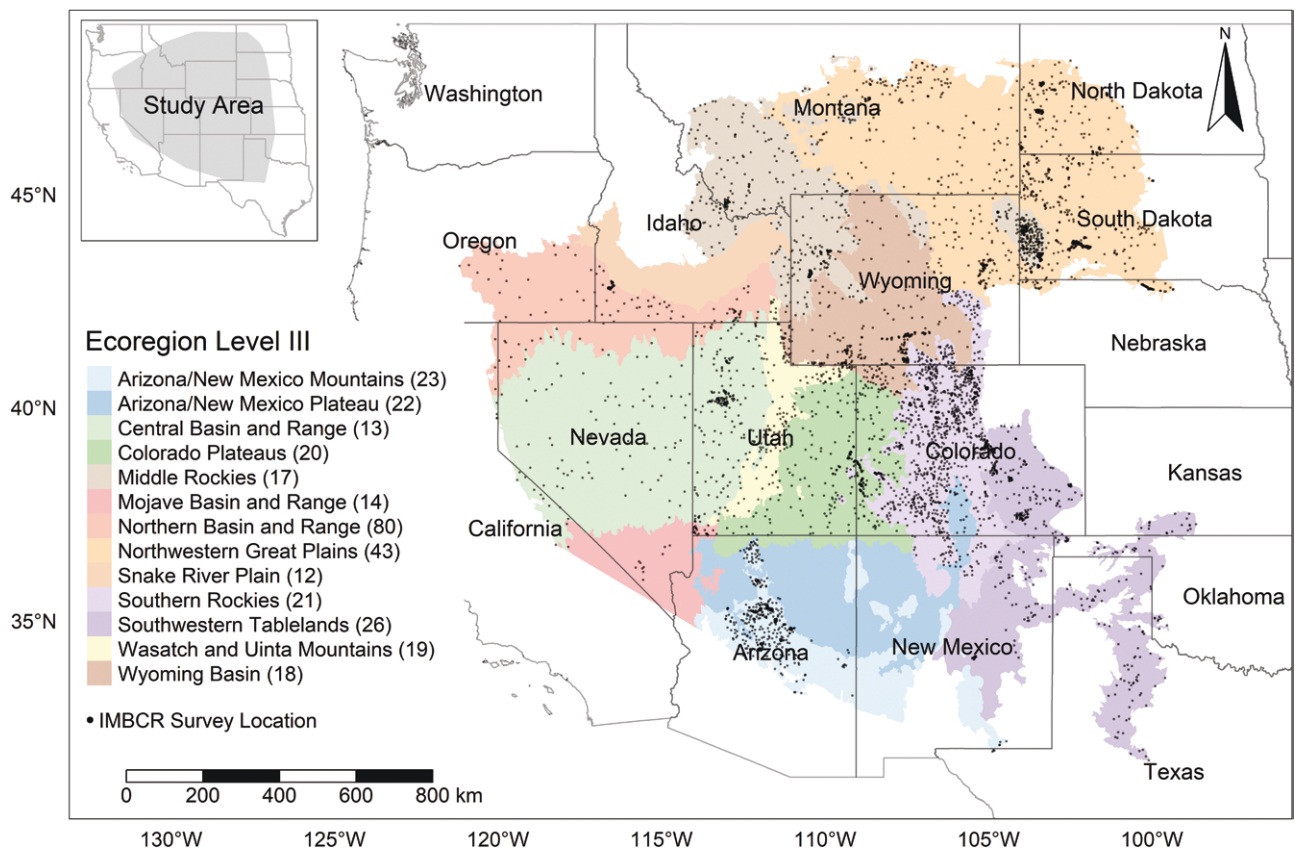 Study Area
N
Washington
Montana
North Dakota
45°N
Oregon
Idaho
South Dakota
Wyoming
Nebraska
Ecoregion Level III
Arizona/New Mexico Mountains (23)
Arizona/New Mexico Plateau (22)
Central Basin and Range (13)
Colorado Plateaus (20)
Middle Rockies (17)
Mojave Basin and Range (14)
Northern Basin and Range (80)
Northwestern Great Plains (43)
Snake River Plain (12)
Southern Rockies (21)
Southwestern Tablelands (26)
Wasatch and Uinta Mountains (19)
Wyoming Basin (18)
IMBCR Survey Location
40°N
Nevada
Utah
Colorado
Kansas
California
35°N
Oklahoma
Arizona
New Mexico
Texas
0 200 400 600 800 km
130°W 125°W 120°W 115°W 110°W 105°W 100°W